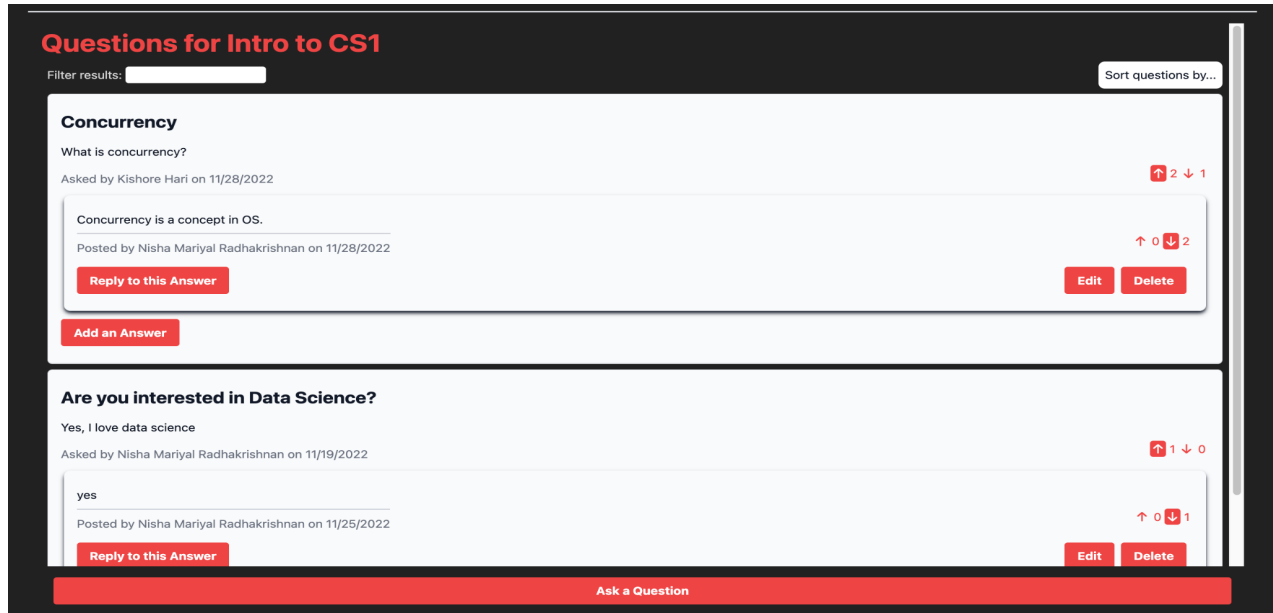 Questions for Intro to CS1
Filter results:
Sort questions by...
Concurrency
What is concurrency?
Asked by Kishore Hari on 11/28/2022
2 1
Concurrency is a concept in OS.
Posted by Nisha Mariyal Radhakrishnan on 11/28/2022
0 2
Reply to this Answer Edit Delete
Add an Answer
Are you interested in Data Science?
Yes, I love data science
Asked by Nisha Mariyal Radhakrishnan on 11/19/2022
1 0
yes
Posted by Nisha Mariyal Radhakrishnan on 11/25/2022
0 1
Reply to this Answer Edit Delete
Ask a Question